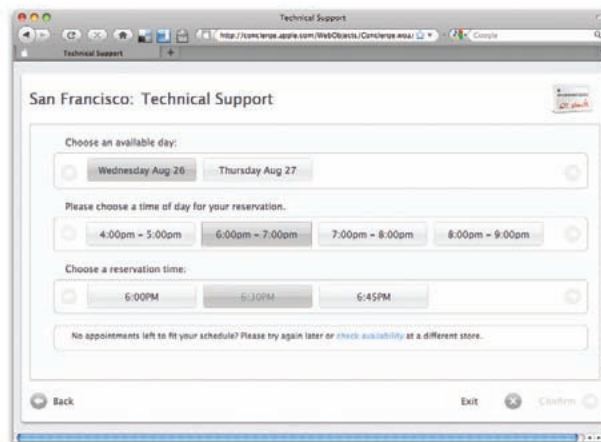 Technical Support
http://concierge.apple.com/WebObjects/Concierge.woa/
Google
Technical Support
San Francisco: Technical Support
Choose an available day:
Wednesday Aug 26 Thursday Aug 27
Please choose a time of day for your reservation.
4:00pm – 5:00pm 6:00pm – 7:00pm 7:00pm – 8:00pm 8:00pm – 9:00pm
Choose a reservation time:
6:00PM 6:30PM 6:45PM
No appointments left to fit your schedule? Please try again later or check availability at a different store.
Back Exit Confirm